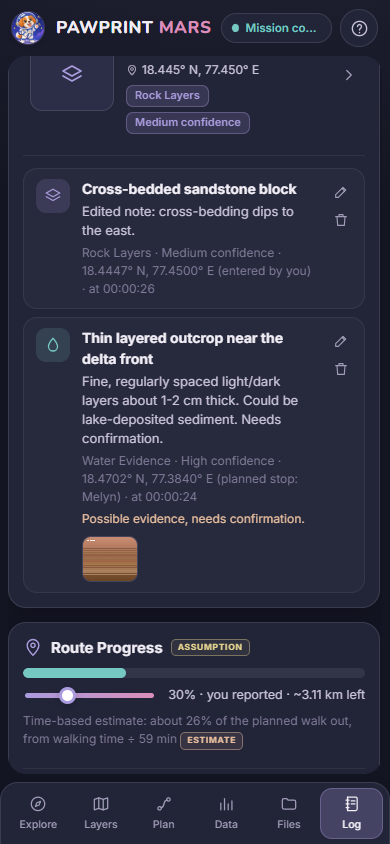 PAWPRINT MARS
Mission co...
18.445° N, 77.450° E
Rock Layers
Medium confidence
Cross-bedded sandstone block
Edited note: cross-bedding dips to
the east.
Rock Layers · Medium confidence ·
18.4447° N, 77.4500° E (entered by you)
· at 00:00:26
Thin layered outcrop near the
delta front
Fine, regularly spaced light/dark
layers about 1-2 cm thick. Could be
lake-deposited sediment. Needs
confirmation.
Water Evidence · High confidence ·
18.4702° N, 77.3840° E (planned stop:
Melyn) · at 00:00:24
Possible evidence, needs confirmation.
Route Progress ASSUMPTION
30% · you reported · ~3.11 km left
Time-based estimate: about 26% of the planned walk out,
from walking time ÷ 59 min ESTIMATE
Explore Layers Plan Data Files Log